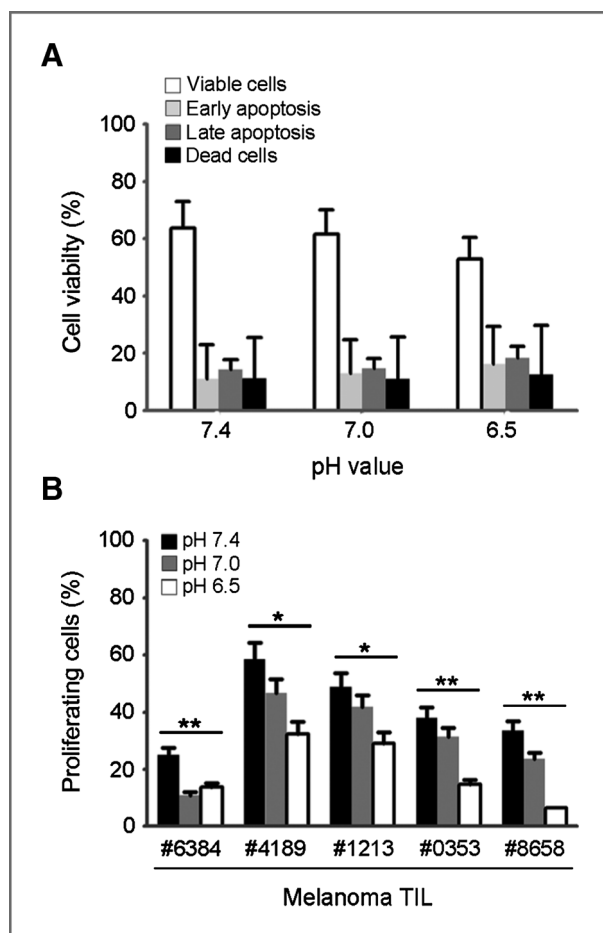 A
Viable cells
Early apoptosis
Late apoptosis
Dead cells
100
80
60
40
20
0
Cell viabilty (%)
7.4 7.0 6.5
pH value
B
pH 7.4
pH 7.0
pH 6.5
100
80
60
40
20
0
Proliferating cells (%)
** * * ** **
#6384 #4189 #1213 #0353 #8658
Melanoma TIL